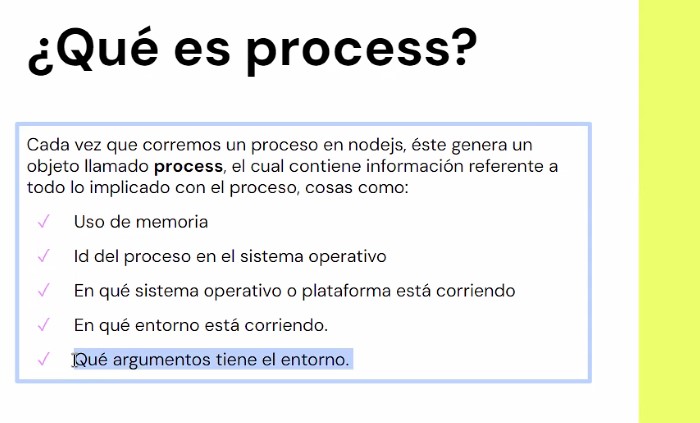 ¿Qué es process?
Cada vez que corremos un proceso en nodejs, éste genera un
objeto llamado process, el cual contiene información referente a
todo lo implicado con el proceso, cosas como:
✓ Uso de memoria
✓ Id del proceso en el sistema operativo
✓ En qué sistema operativo o plataforma está corriendo
✓ En qué entorno está corriendo.
✓ Qué argumentos tiene el entorno.